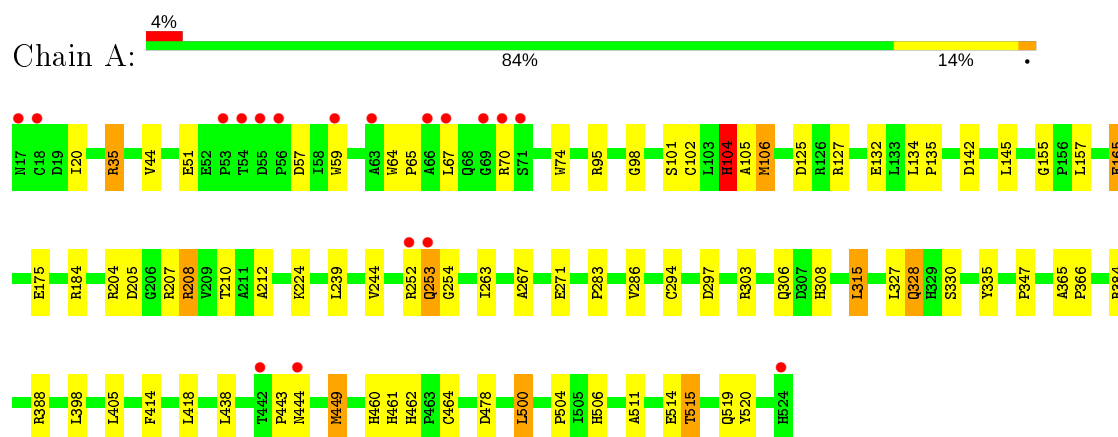 4%
Chain A:
84% 14% •
N17 C18 D19 I20 R35 V44 E51 E52 P53 T54 D55 P56 D57 I58 W59 A63 W64 P65 A66 L67 Q68 G69 R70 S71 W74 R95 G98 S101 C102 L103 H104 A105 M106 D125 R126 R127 E132 L133 L134 P135 D142 L145 G155 P156 L157
E175 R184 R204 D205 G206 R207 R208 V209 T210 A211 A212 K224 L239 V244 R252 Q253 G254 I263 A267 E271 P283 V286 C294 D297 R303 Q306 D307 H308 L315 L327 Q328 H329 S330 Y335 P347 A365 P366
R388 L398 L405 F414 L418 L438 T442 P443 N444 M449 H460 H461 H462 P463 C464 D478 L500 P504 I505 H506 A511 E514 T515 Q519 Y520 H524